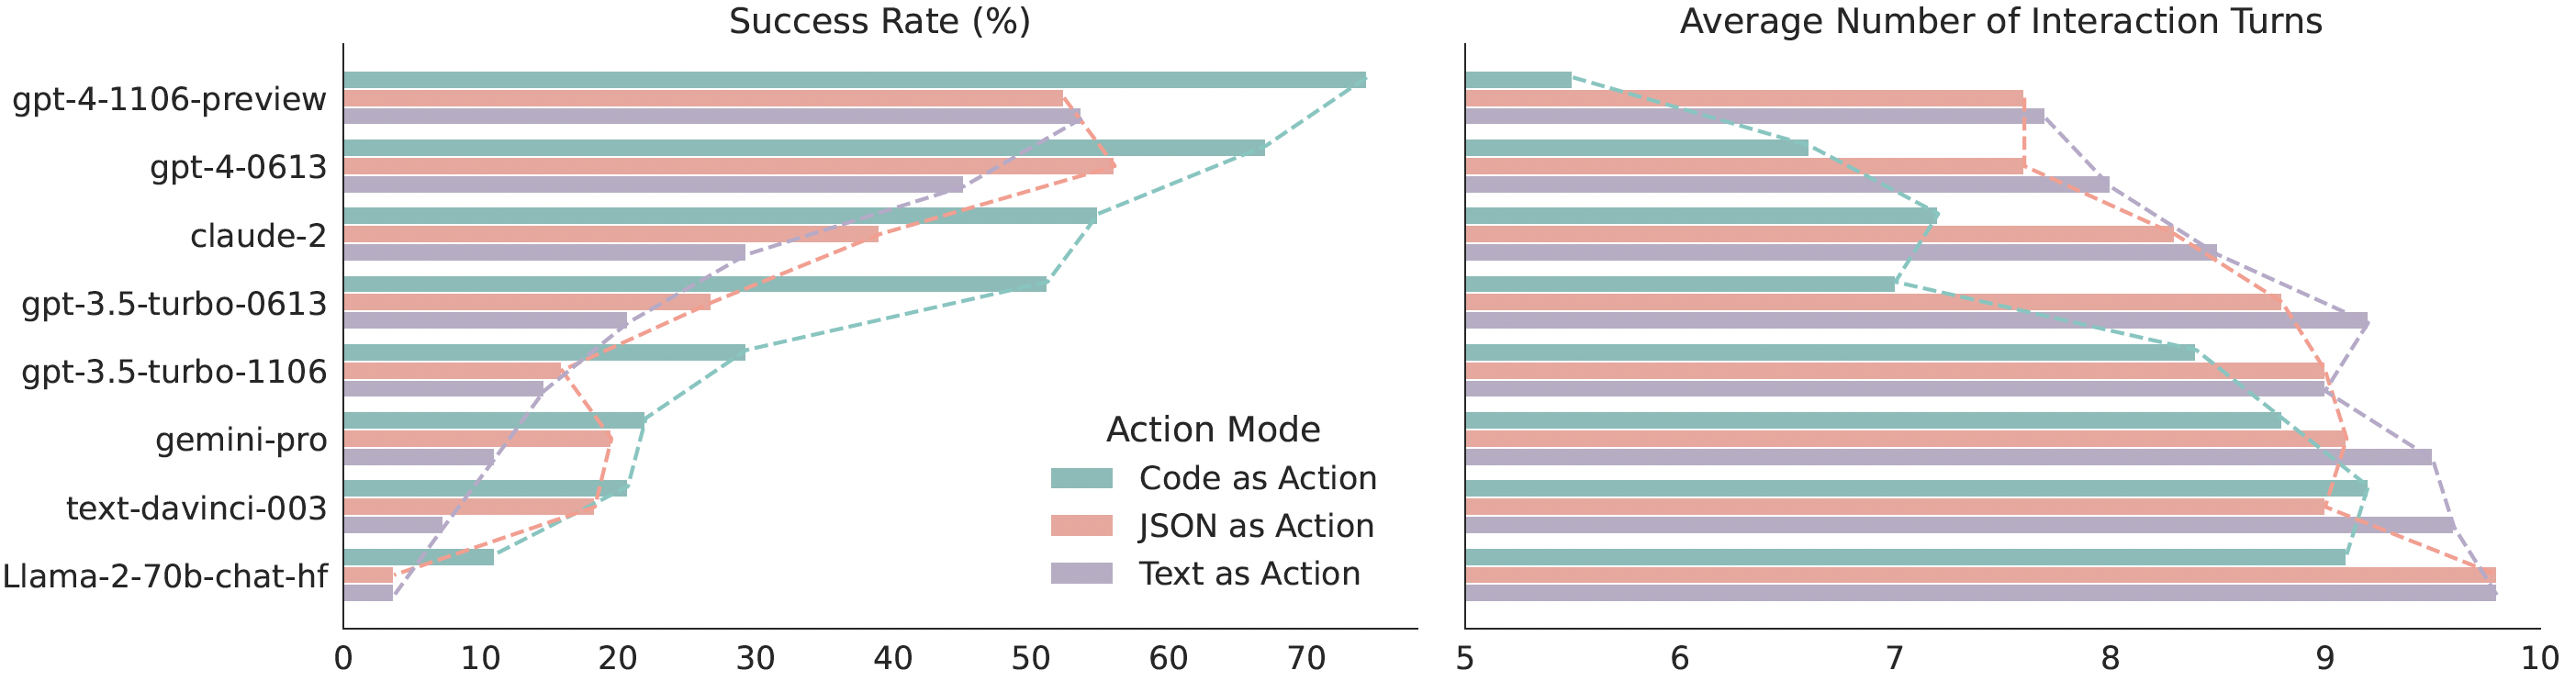 Success Rate (%)
Average Number of Interaction Turns
gpt-4-1106-preview
gpt-4-0613
claude-2
gpt-3.5-turbo-0613
gpt-3.5-turbo-1106
gemini-pro
text-davinci-003
Llama-2-70b-chat-hf
Action Mode
Code as Action
JSON as Action
Text as Action
0 10 20 30 40 50 60 70
5 6 7 8 9 10